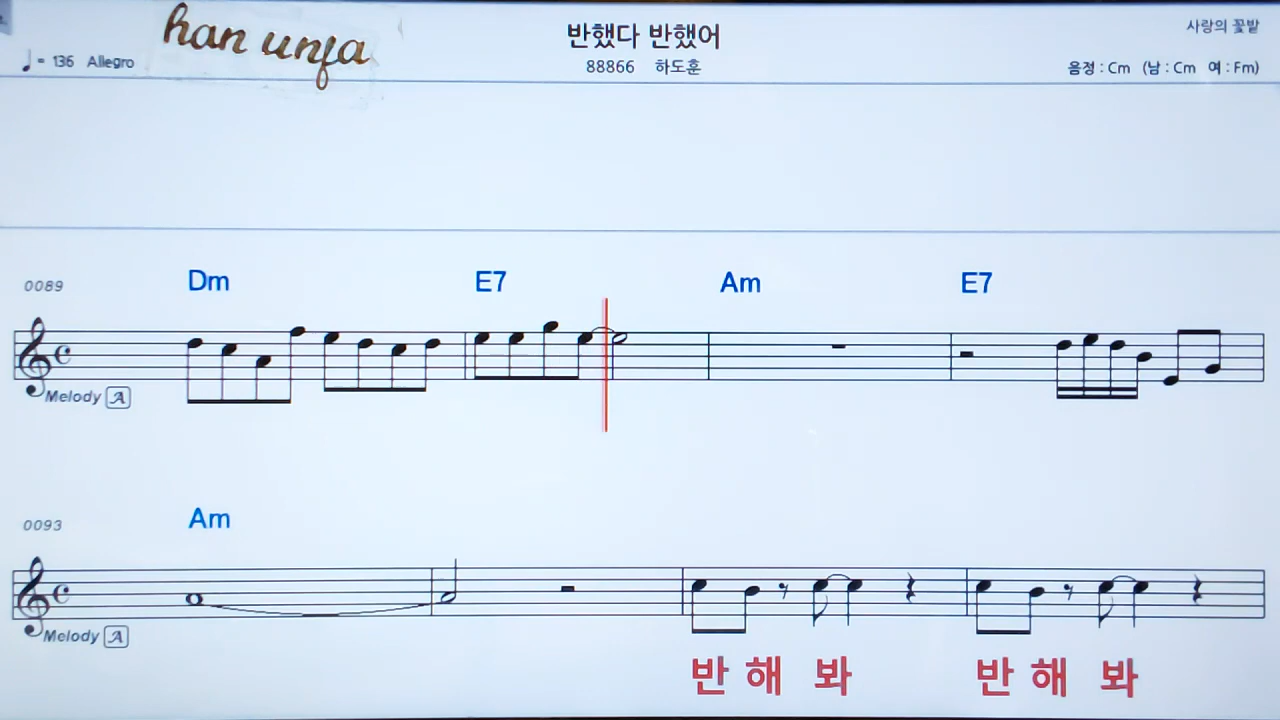 han unfa
반했다 반했어
사랑의 꽃밭
♩ = 136 Allegro
88866 하도훈
음정 : Cm (남 : Cm 여 : Fm)
0089 Dm E7 Am E7
Melody A
0093 Am
Melody A
반 해 봐 반 해 봐